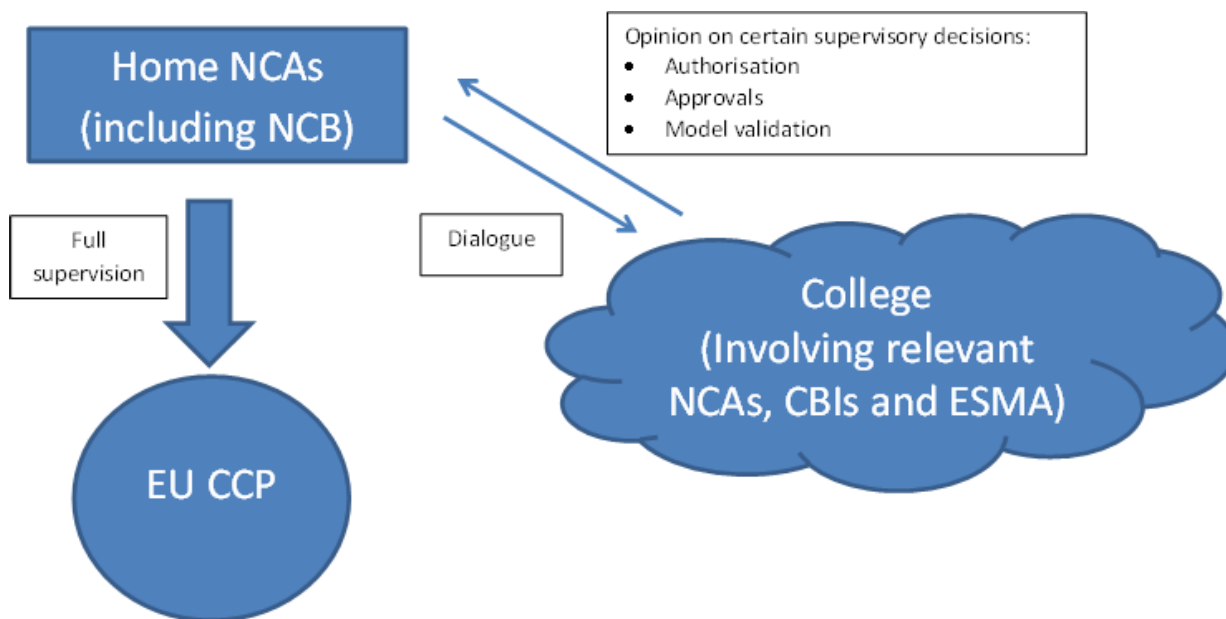 Home NCAs
(including NCB)
Opinion on certain supervisory decisions:
• Authorisation
• Approvals
• Model validation
Full
supervision
Dialogue
College
(Involving relevant
NCAs, CBIs and ESMA)
EU CCP